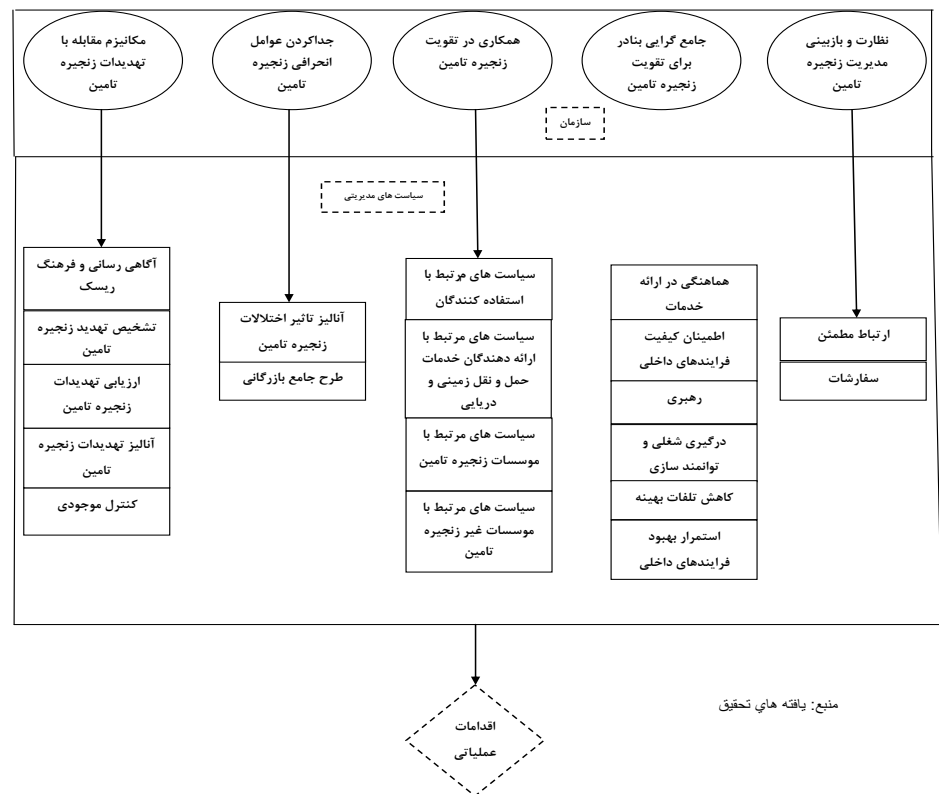 نظارت و بازبینی
مدیریت زنجیره
تامین
جامع گرایی بنادر
برای تقویت
زنجیره تامین
همکاری در تقویت
زنجیره تامین
جداکردن عوامل
انحرافی زنجیره
تامین
مکانیزم مقابله با
تهدیدات زنجیره
تامین
سازمان
سیاست های مدیریتی
ارتباط مطمئن
سفارشات
هماهنگی در ارائه
خدمات
اطمینان کیفیت
فرایندهای داخلی
رهبری
درگیری شغلی و
توانمند سازی
کاهش تلفات بهینه
استمرار بهبود
فرایندهای داخلی
سیاست های مرتبط با
استفاده کنندگان
سیاست های مرتبط با
ارائه دهندگان خدمات
حمل و نقل زمینی و
دریایی
سیاست های مرتبط با
موسسات زنجیره تامین
سیاست های مرتبط با
موسسات غیر زنجیره
تامین
آنالیز تاثیر اختلالات
زنجیره تامین
طرح جامع بازرگانی
آگاهی رسانی و فرهنگ
ریسک
تشخیص تهدید زنجیره
تامین
ارزیابی تهدیدات
زنجیره تامین
آنالیز تهدیدات زنجیره
تامین
کنترل موجودی
اقدامات
عملیاتی
منبع: یافته هاي تحقیق